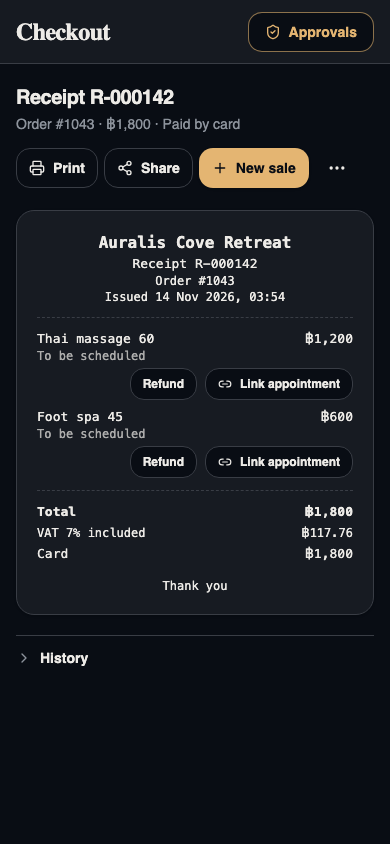 Checkout
Approvals
Receipt R-000142
Order #1043 · ฿1,800 · Paid by card
Print
Share
New sale
Auralis Cove Retreat
Receipt R-000142
Order #1043
Issued 14 Nov 2026, 03:54
Thai massage 60 ฿1,200
To be scheduled
Refund
Link appointment
Foot spa 45 ฿600
To be scheduled
Refund
Link appointment
Total ฿1,800
VAT 7% included ฿117.76
Card ฿1,800
Thank you
History